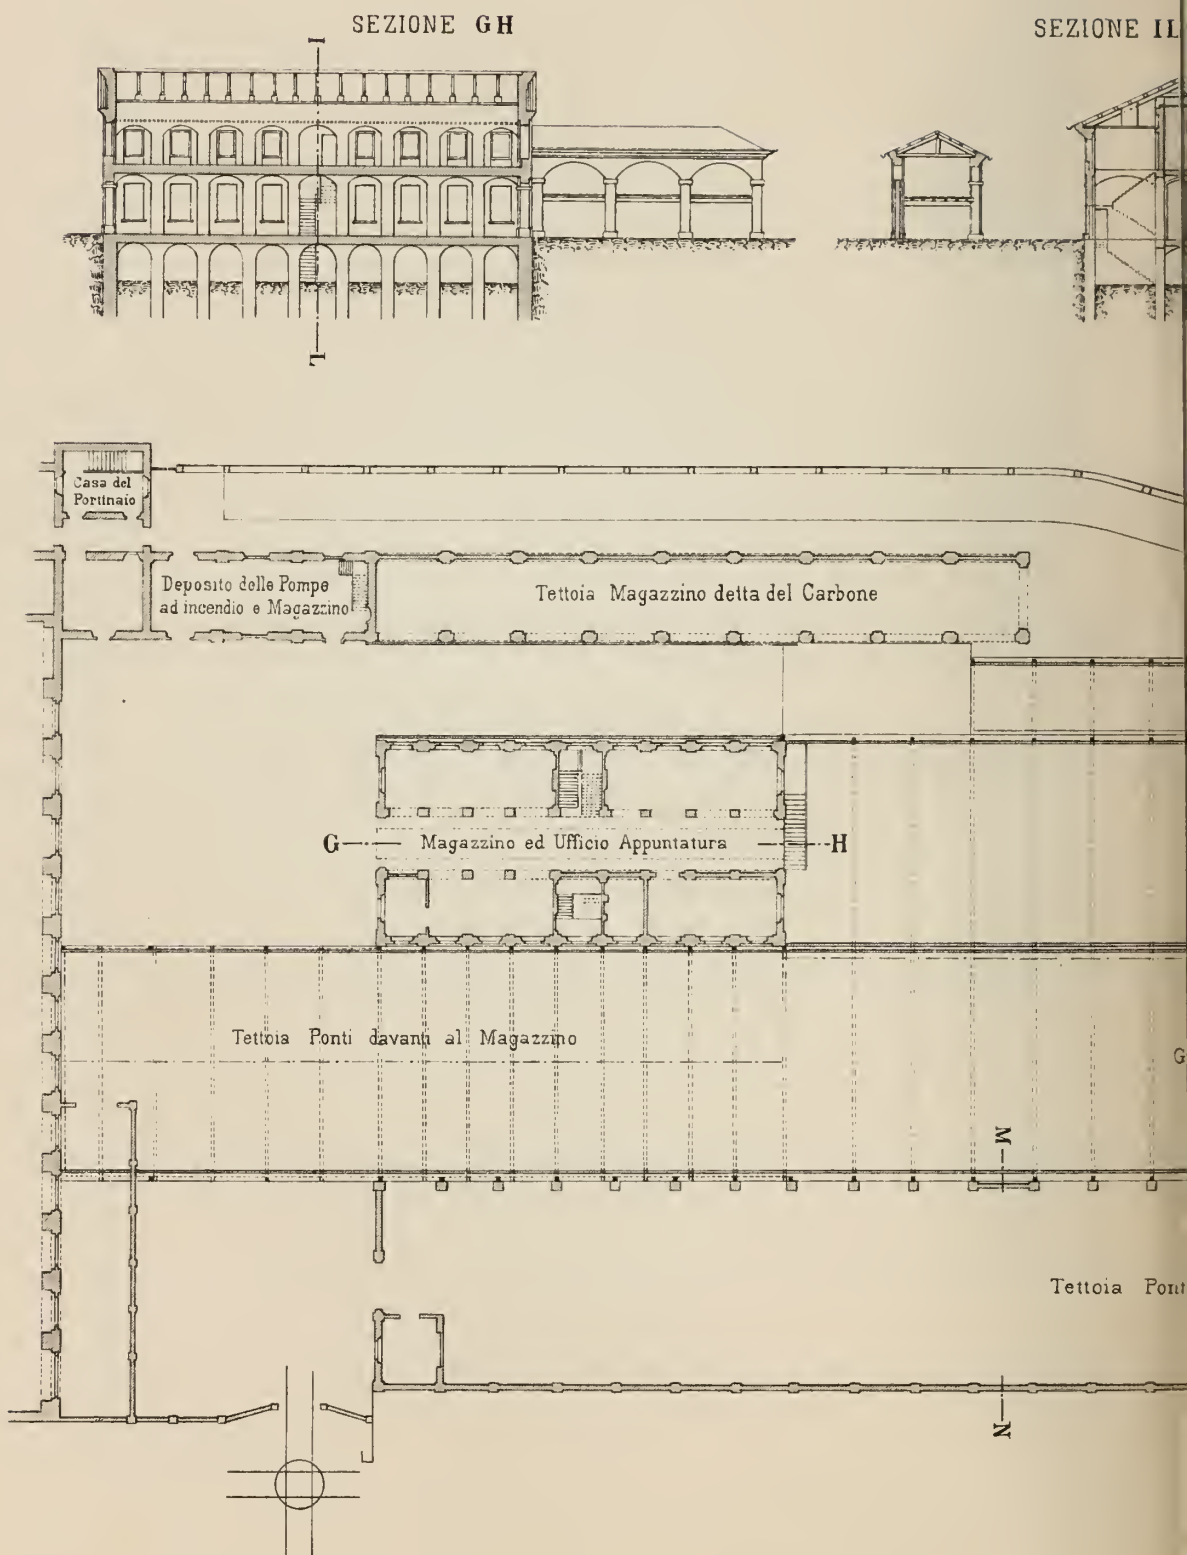 SEZIONE GH
SEZIONE IL
I
L
Casa del
Portinaio
Deposito delle Pompe
ad incendio e Magazzino
Tettoia Magazzino detta del Carbone
G
Magazzino ed Ufficio Appuntatura
H
Tettoia Ponti davanti al Magazzino
G
M
Tettoia Pont
N